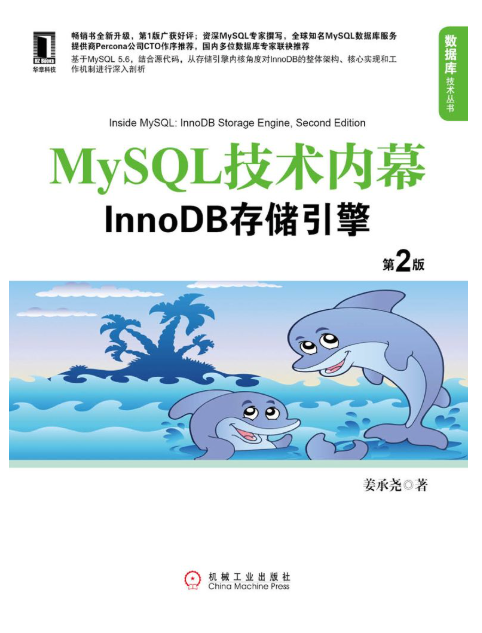 畅销书全新升级，第1版广获好评；资深MySQL专家撰写，全球知名MySQL数据库服务
提供商Percona公司CTO作序推荐，国内多位数据库专家联袂推荐
基于MySQL 5.6，结合源代码，从存储引擎内核角度对InnoDB的整体架构、核心实现和工
作机制进行深入剖析
华章科技
数据库
技术丛书
Inside MySQL: InnoDB Storage Engine, Second Edition
MySQL技术内幕
InnoDB存储引擎
第2版
姜承尧◎著
机械工业出版社
China Machine Press